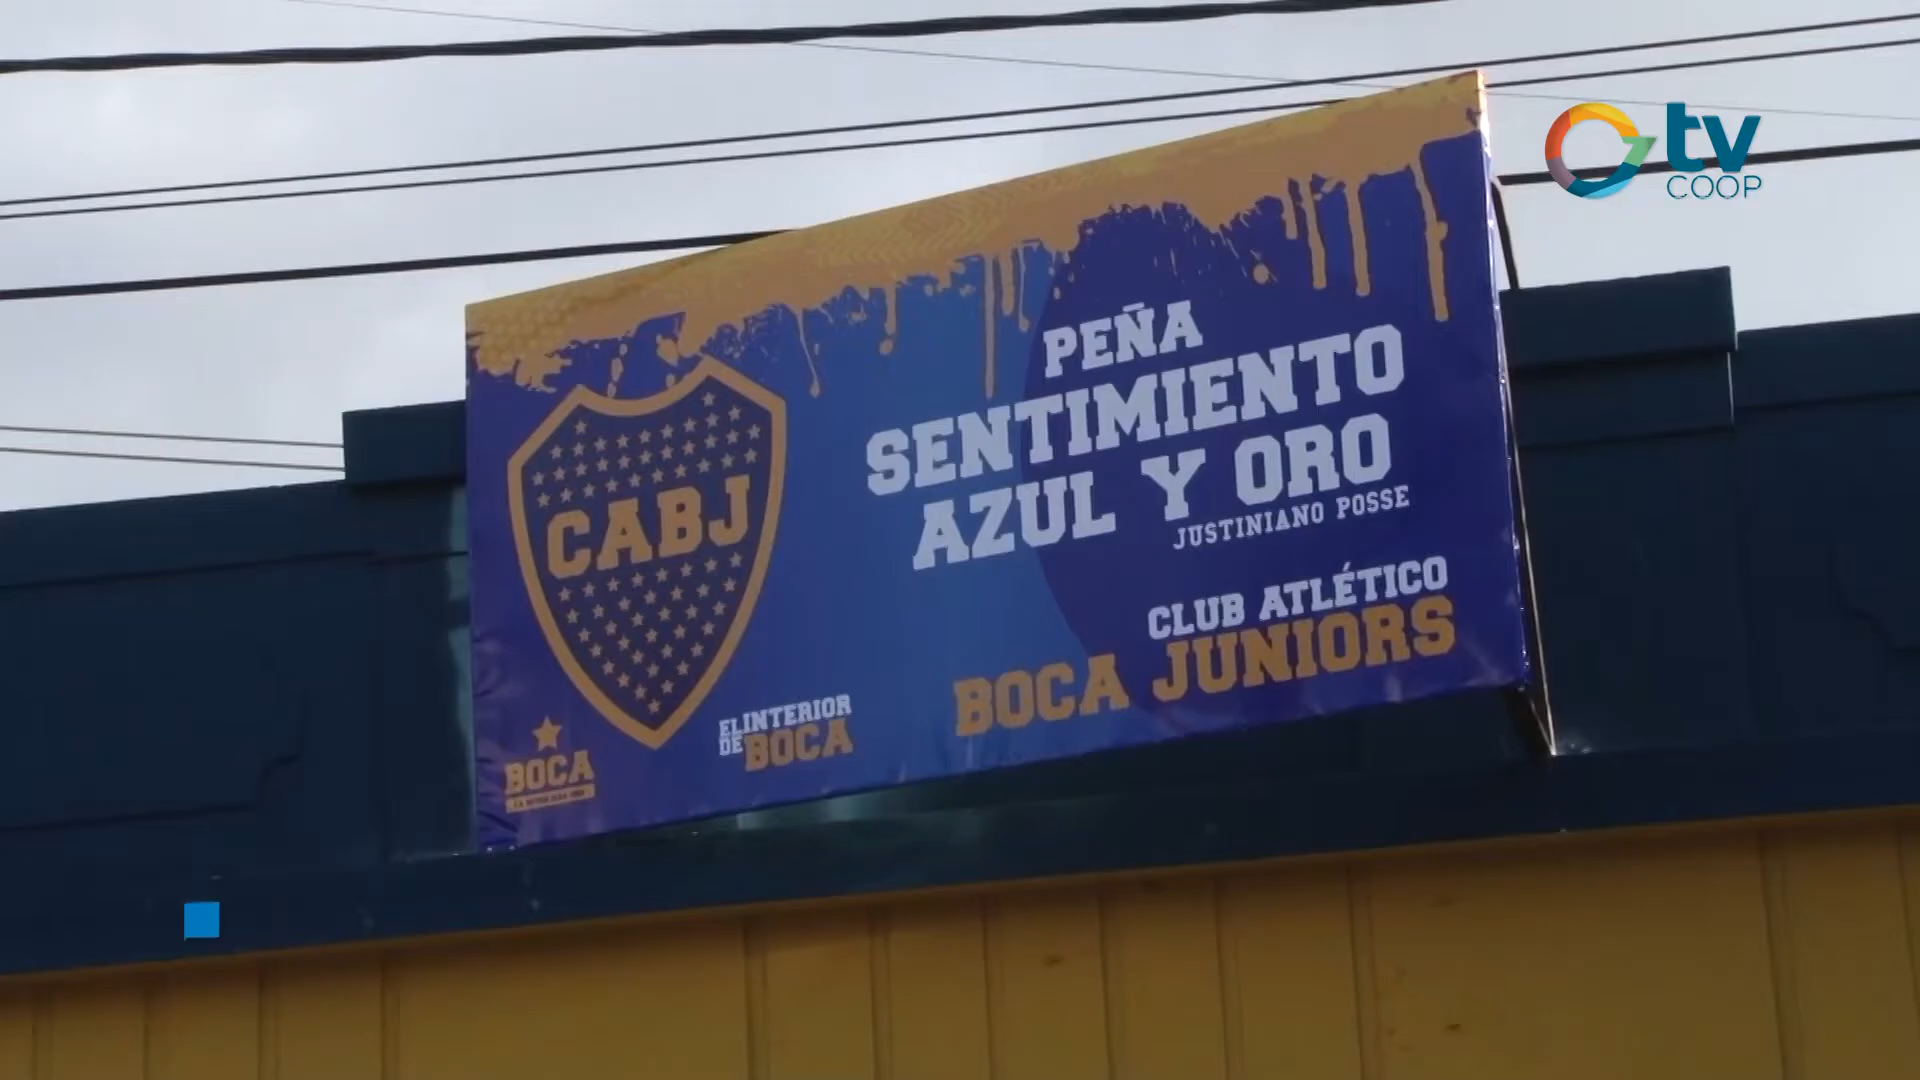 tv
COOP
PEÑA
SENTIMIENTO
AZUL Y ORO
JUSTINIANO POSSE
CABJ
CLUB ATLÉTICO
BOCA JUNIORS
EL INTERIOR
DE BOCA
BOCA